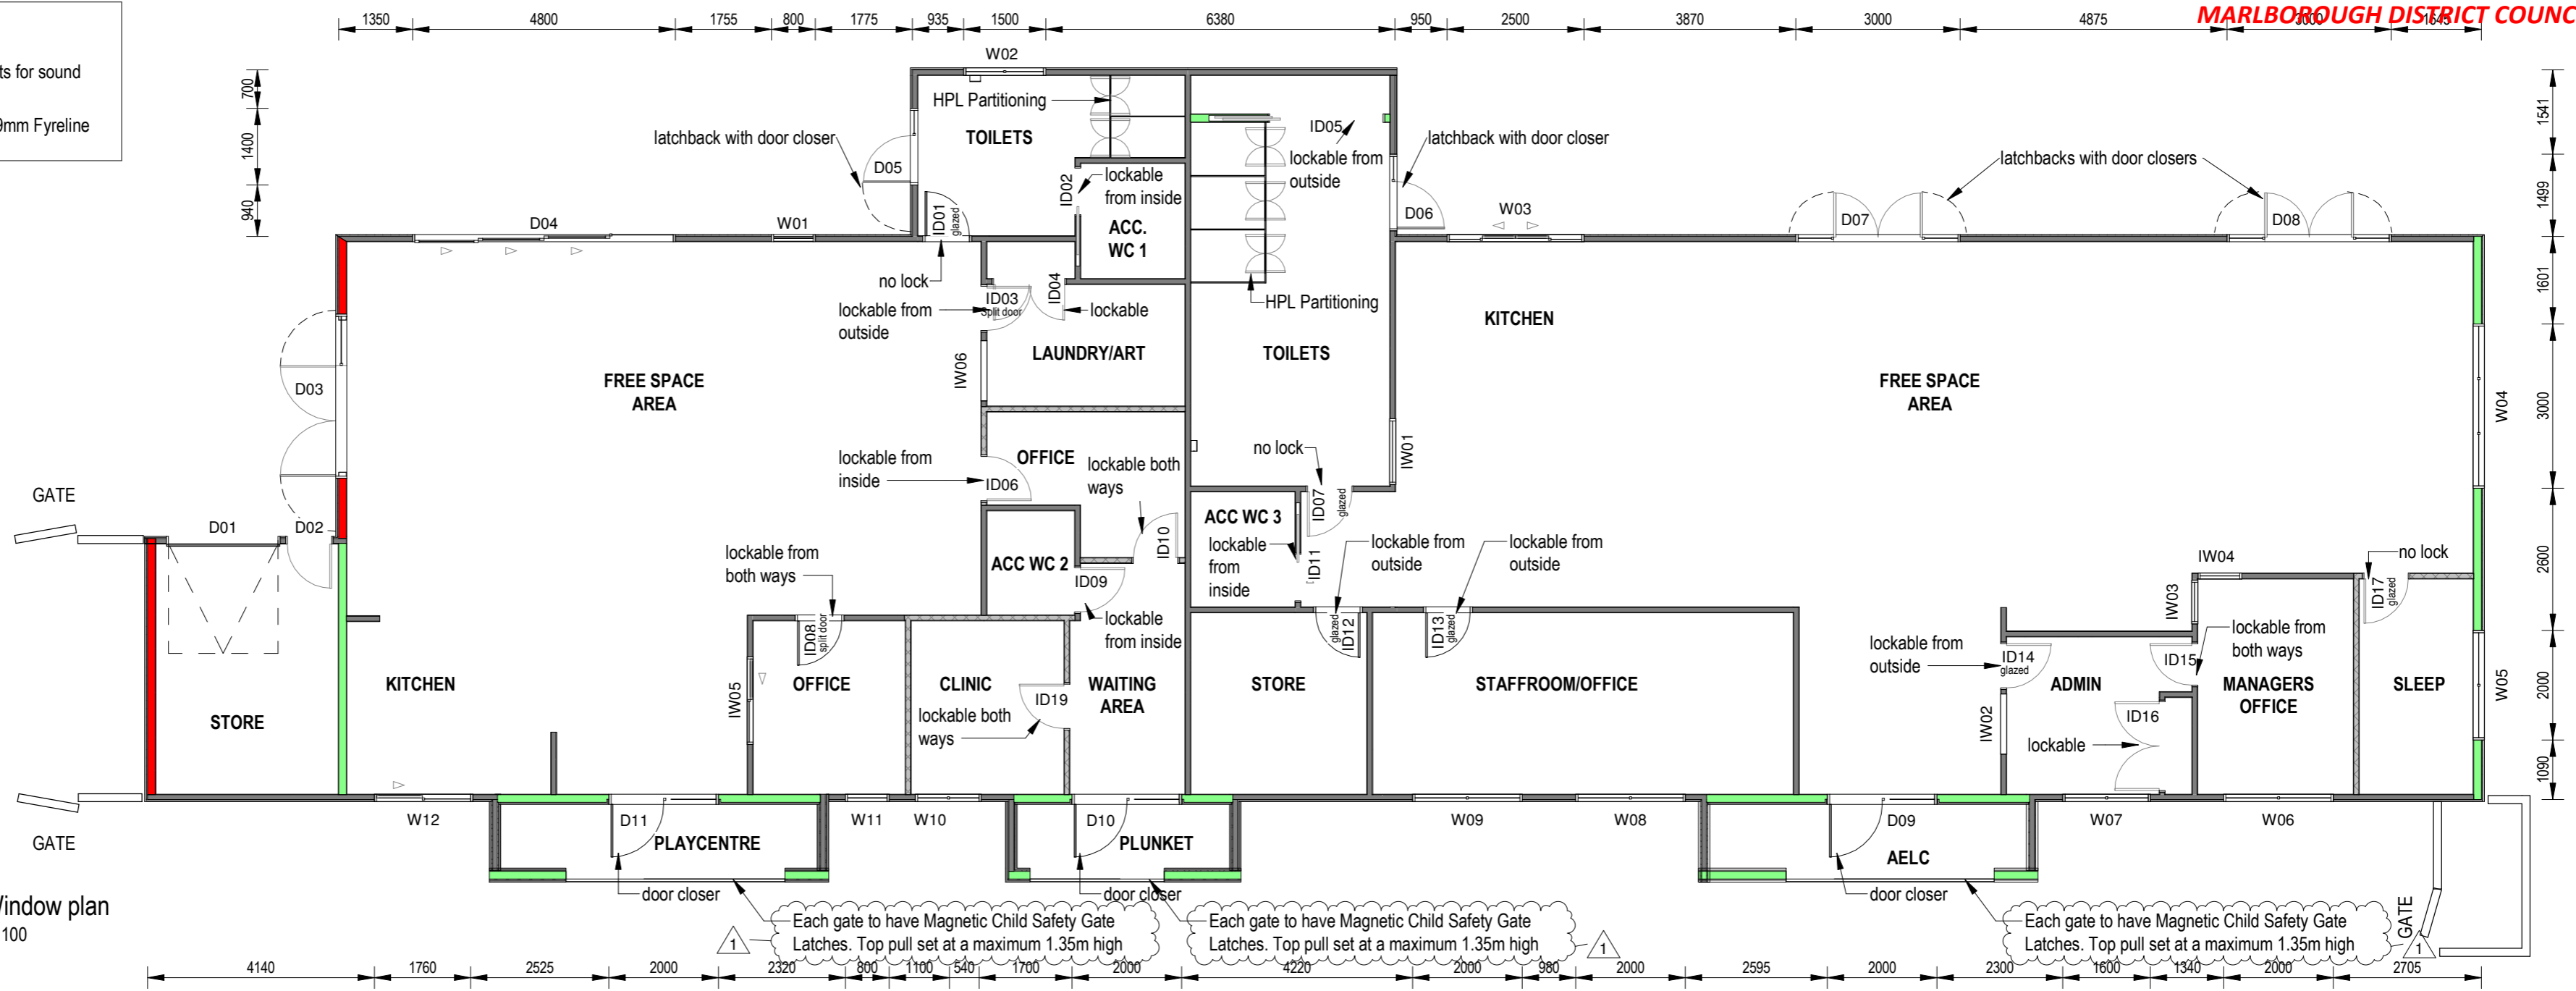 1350 4800 1755 800 1775 935 1500 6380 950 2500 3870 3000 4875 3000 1645
MARLBOROUGH DISTRICT COUNC
ts for sound
9mm Fyreline
700
1400
940
W02
HPL Partitioning
TOILETS
latchback with door closer
D05
ID02
lockable
from inside
ACC.
WC 1
ID01
glazed
no lock
D04
W01
ID05
lockable from
outside
latchback with door closer
D06
W03
latchbacks with door closers
D07
D08
1541
1499
1601
3000
2600
2000
1090
ID03
Split door
ID04
lockable from
outside
lockable
HPL Partitioning
KITCHEN
D03
FREE SPACE
AREA
IW06
LAUNDRY/ART
TOILETS
FREE SPACE
AREA
W04
lockable from
inside
OFFICE
ID06
lockable both
ways
ID10
no lock
IW01
ID07
glazed
GATE
D01
D02
ACC WC 2
ID09
lockable
from inside
ACC WC 3
lockable
from
inside
ID11
lockable from
outside
lockable from
outside
IW04
no lock
ID17
glazed
IW03
lockable from
both ways
ID08
split door
glazed
ID12
ID13
glazed
lockable from
outside
ID14
glazed
ID15
lockable from
both ways
KITCHEN
STORE
IW05
OFFICE
CLINIC
ID19
lockable both
ways
WAITING
AREA
STORE
STAFFROOM/OFFICE
IW02
ADMIN
ID16
lockable
MANAGERS
OFFICE
SLEEP
W05
GATE
W12
D11
PLAYCENTRE
W11
W10
D10
PLUNKET
W09
W08
D09
AELC
W07
W06
door closer
door closer
door closer
GATE
Window plan
100
1
Each gate to have Magnetic Child Safety Gate
Latches. Top pull set at a maximum 1.35m high
Each gate to have Magnetic Child Safety Gate
Latches. Top pull set at a maximum 1.35m high
1
Each gate to have Magnetic Child Safety Gate
Latches. Top pull set at a maximum 1.35m high
1
4140 1760 2525 2000 2320 800 1100 540 1700 2000 4220 2000 980 2000 2595 2000 2300 1600 1340 2000 2705